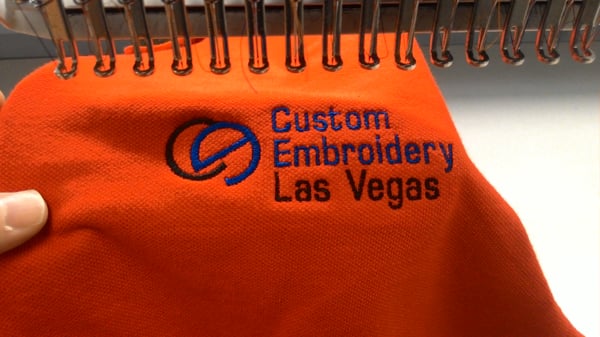 Custom
Embroidery
Las Vegas